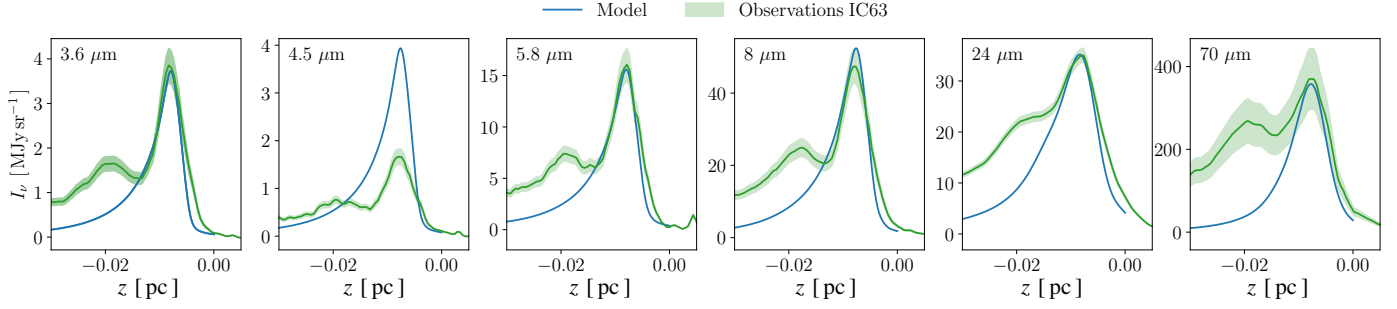 Model Observations IC63
3.6 μm 4.5 μm 5.8 μm 8 μm 24 μm 70 μm
I_ν [MJy sr⁻¹]
4 3 2 1 0
4 3 2 1 0
15 10 5 0
40 20 0
30 20 10 0
400 200 0
−0.02 0.00 −0.02 0.00 −0.02 0.00 −0.02 0.00 −0.02 0.00 −0.02 0.00
z [pc] z [pc] z [pc] z [pc] z [pc] z [pc]